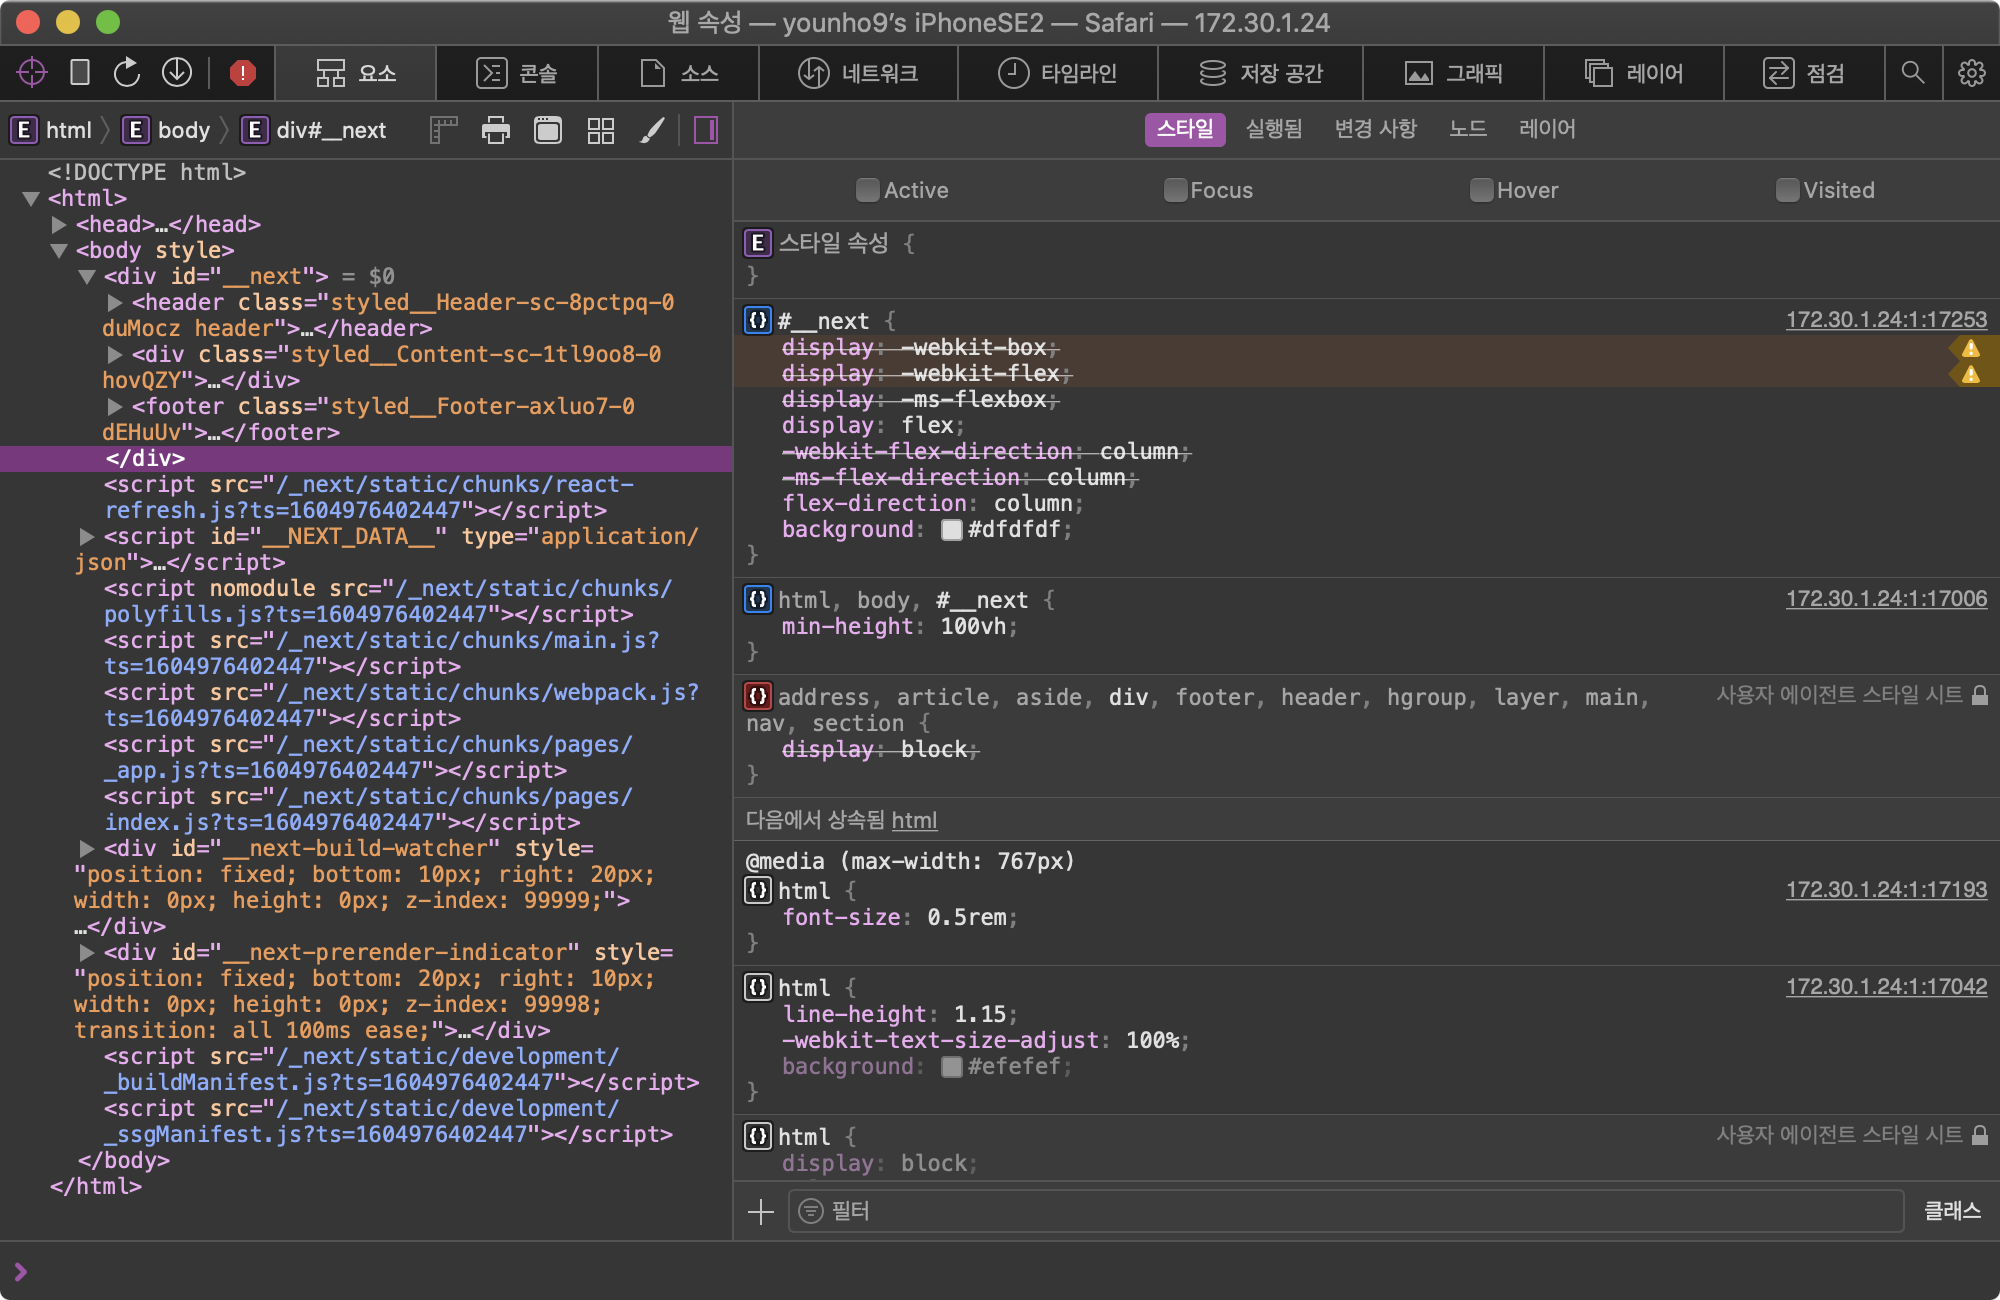 웹 속성 — younho9's iPhoneSE2 — Safari — 172.30.1.24
요소 콘솔 소스 네트워크 타임라인 저장 공간 그래픽 레이어 점검
E html E body E div#__next
스타일 실행됨 변경 사항 노드 레이어
<!DOCTYPE html>
<html>
<head>…</head>
<body style>
<div id="__next"> = $0
<header class="styled__Header-sc-8pctpq-0
duMocz header">…</header>
<div class="styled__Content-sc-1tl9oo8-0
hovQZY">…</div>
<footer class="styled__Footer-axluo7-0
dEHuUv">…</footer>
</div>
<script src="/_next/static/chunks/react-
refresh.js?ts=1604976402447"></script>
<script id="__NEXT_DATA__" type="application/
json">…</script>
<script nomodule src="/_next/static/chunks/
polyfills.js?ts=1604976402447"></script>
<script src="/_next/static/chunks/main.js?
ts=1604976402447"></script>
<script src="/_next/static/chunks/webpack.js?
ts=1604976402447"></script>
<script src="/_next/static/chunks/pages/
_app.js?ts=1604976402447"></script>
<script src="/_next/static/chunks/pages/
index.js?ts=1604976402447"></script>
<div id="__next-build-watcher" style=
"position: fixed; bottom: 10px; right: 20px;
width: 0px; height: 0px; z-index: 99999;">
…</div>
<div id="__next-prerender-indicator" style=
"position: fixed; bottom: 20px; right: 10px;
width: 0px; height: 0px; z-index: 99998;
transition: all 100ms ease;">…</div>
<script src="/_next/static/development/
_buildManifest.js?ts=1604976402447"></script>
<script src="/_next/static/development/
_ssgManifest.js?ts=1604976402447"></script>
</body>
</html>
Active Focus Hover Visited
E 스타일 속성 {
}
{} #__next { 172.30.1.24:1:17253
display: -webkit-box;
display: -webkit-flex;
display: -ms-flexbox;
display: flex;
-webkit-flex-direction: column;
-ms-flex-direction: column;
flex-direction: column;
background: #dfdfdf;
}
{} html, body, #__next { 172.30.1.24:1:17006
min-height: 100vh;
}
{} address, article, aside, div, footer, header, hgroup, layer, main, 사용자 에이전트 스타일 시트
nav, section {
display: block;
}
다음에서 상속됨 html
@media (max-width: 767px)
{} html { 172.30.1.24:1:17193
font-size: 0.5rem;
}
{} html { 172.30.1.24:1:17042
line-height: 1.15;
-webkit-text-size-adjust: 100%;
background: #efefef;
}
{} html { 사용자 에이전트 스타일 시트
display: block;
필터 클래스